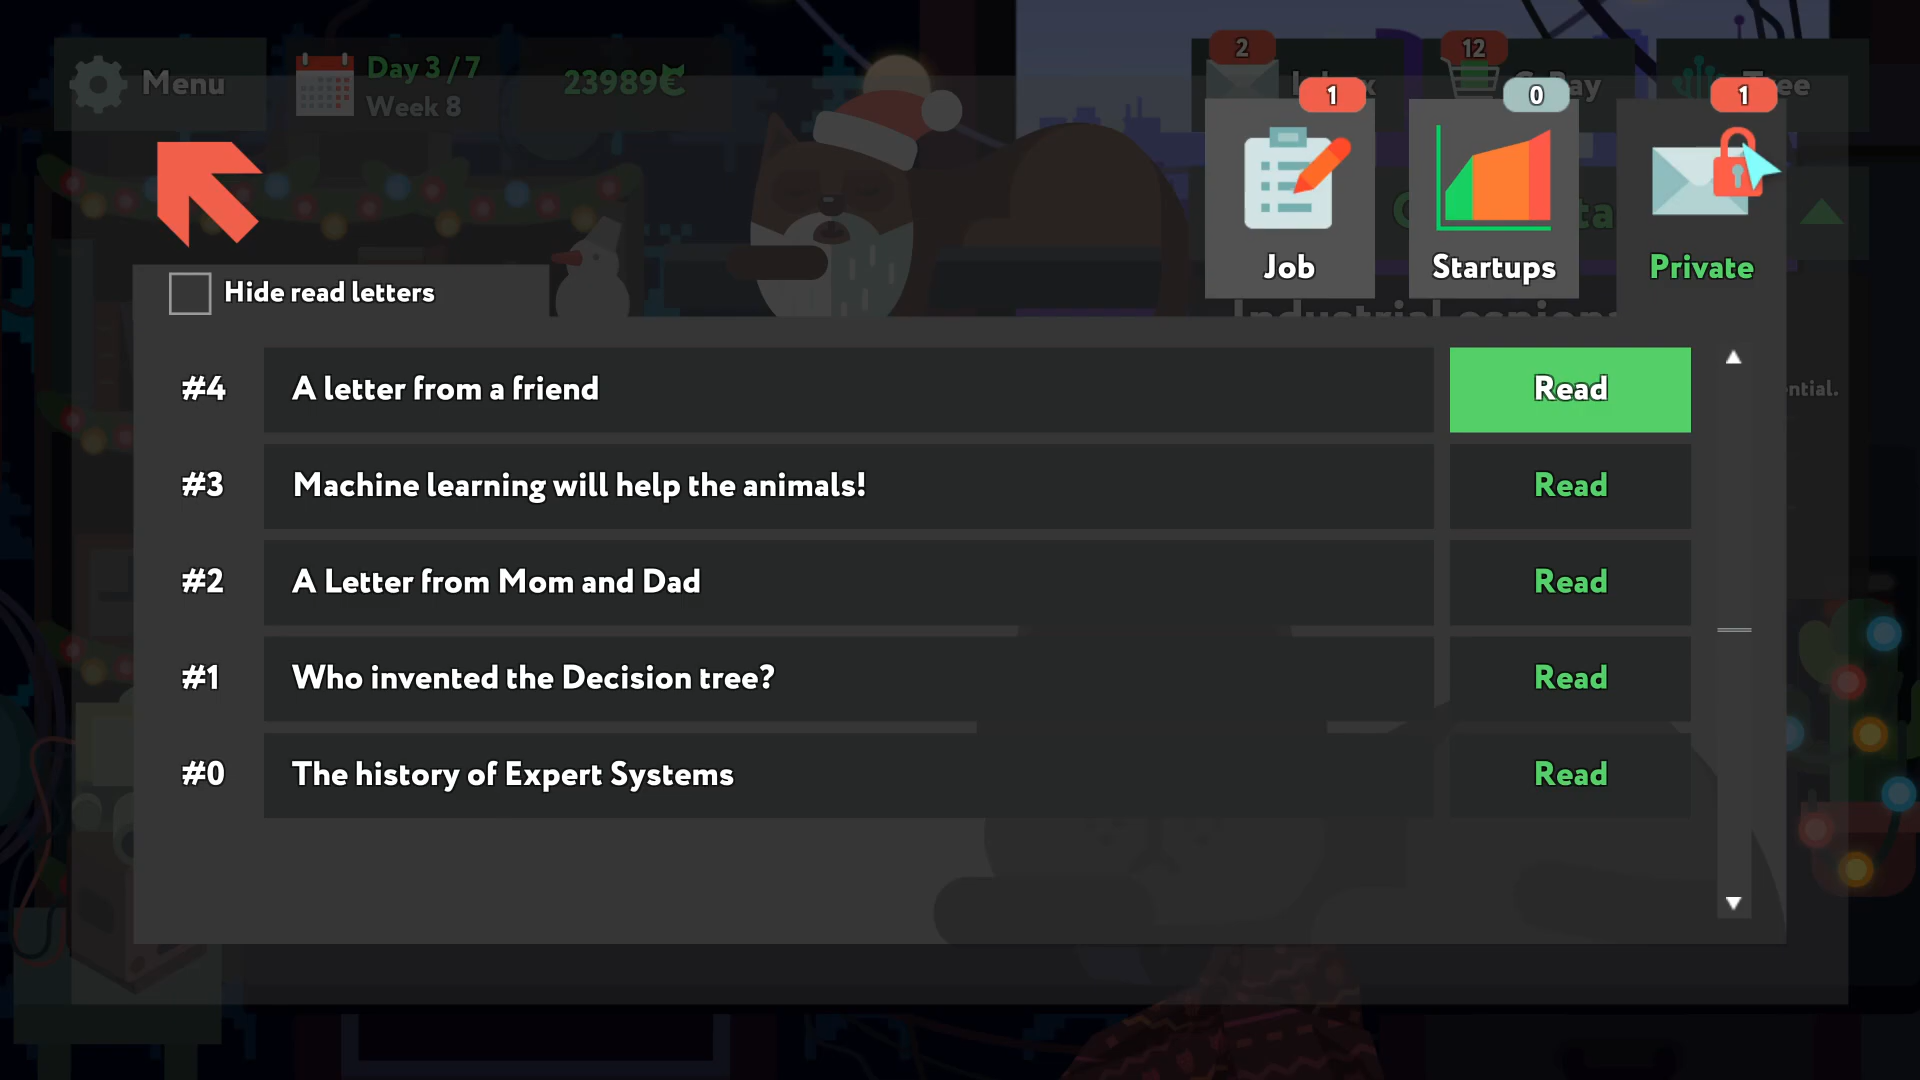 Menu
Day 3 / 7
Week 8
23989
2
12
1
0
1
Job
Startups
Private
Hide read letters
Industrial
ential.
#4 A letter from a friend Read
#3 Machine learning will help the animals! Read
#2 A Letter from Mom and Dad Read
#1 Who invented the Decision tree? Read
#0 The history of Expert Systems Read